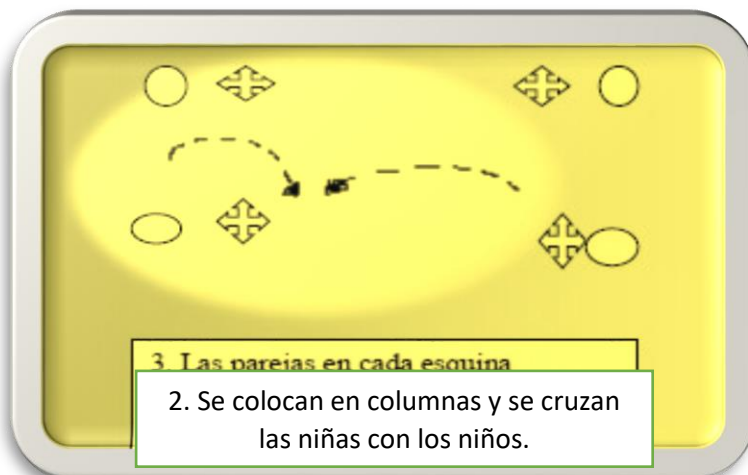 3. Las parejas en cada esquina
2. Se colocan en columnas y se cruzan
las niñas con los niños.